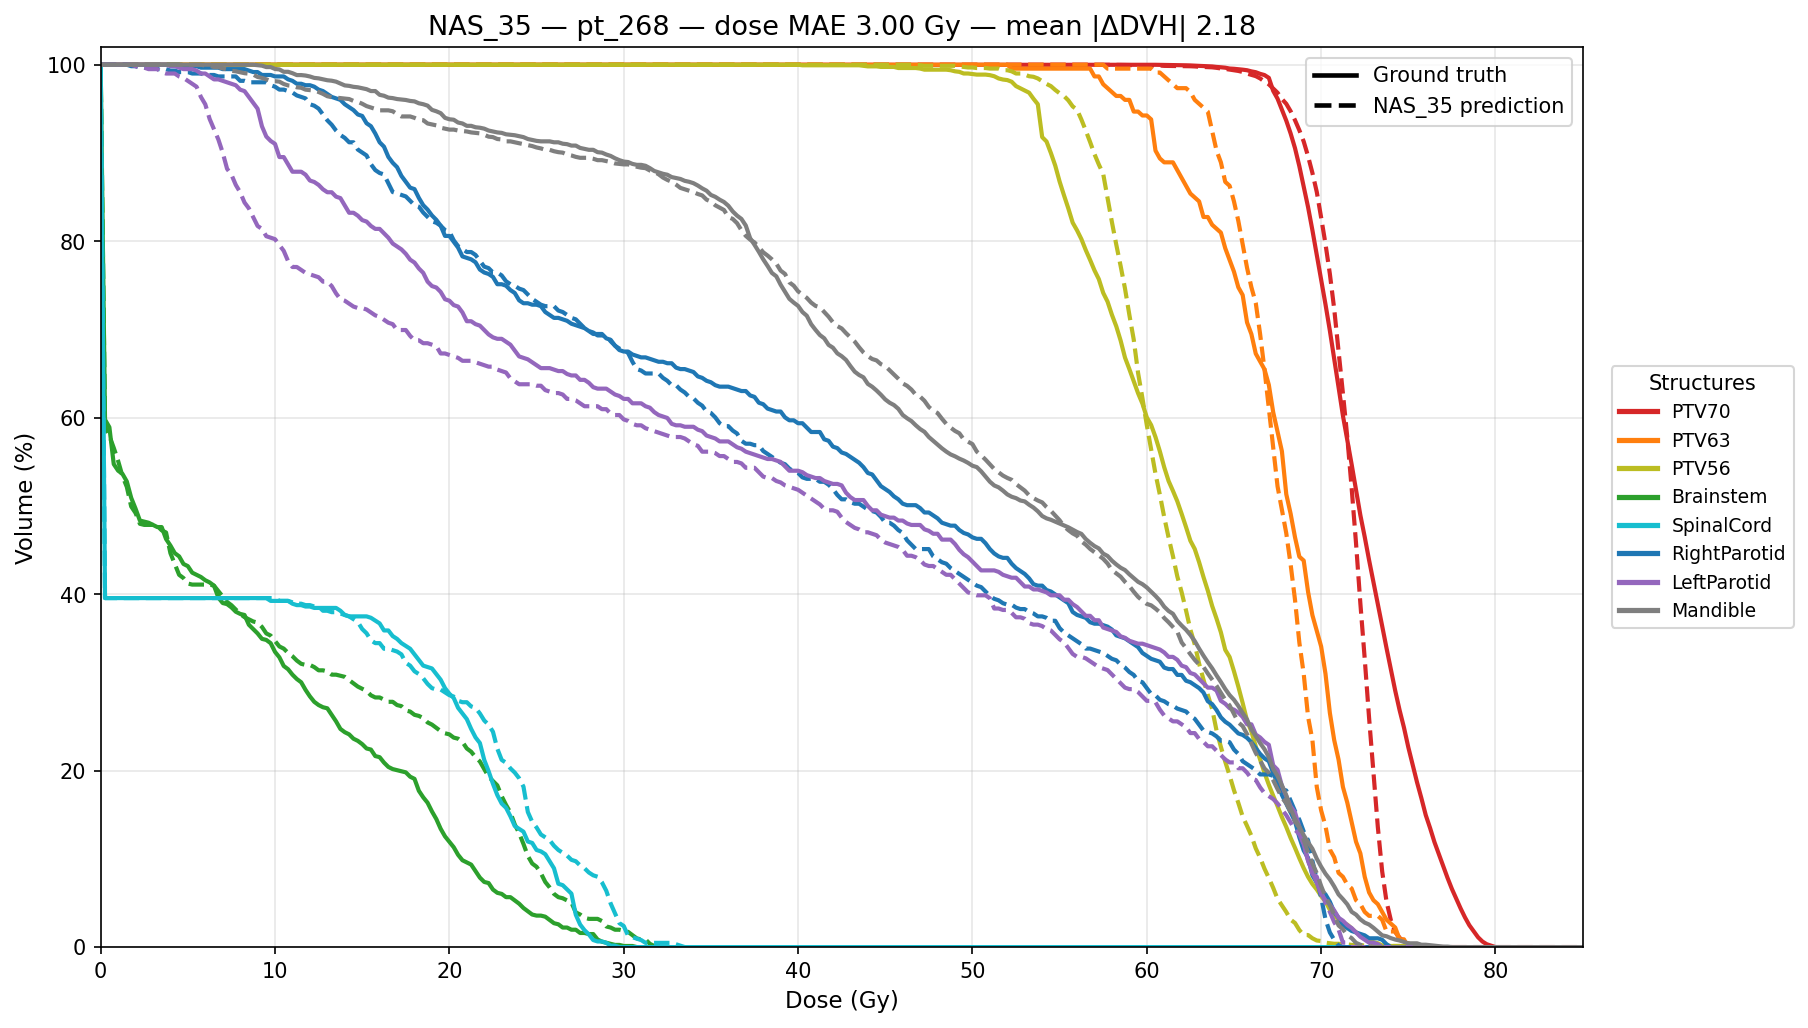 NAS_35 — pt_268 — dose MAE 3.00 Gy — mean |ΔDVH| 2.18
Ground truth
NAS_35 prediction
Structures
PTV70
PTV63
PTV56
Brainstem
SpinalCord
RightParotid
LeftParotid
Mandible
Volume (%)
100
80
60
40
20
0
0 10 20 30 40 50 60 70 80
Dose (Gy)